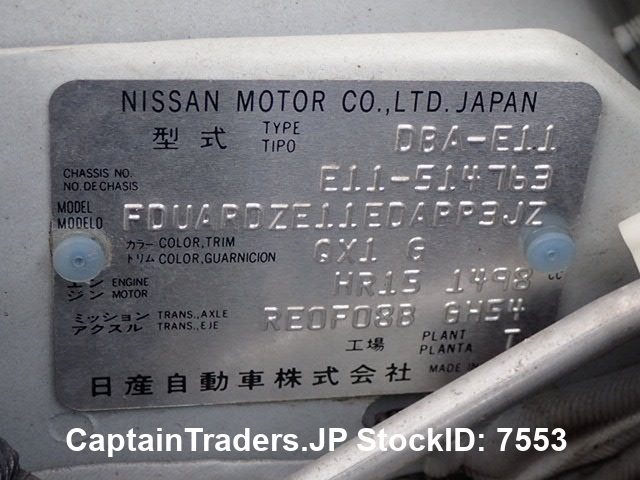 NISSAN MOTOR CO.,LTD. JAPAN
型式 TYPE TIPO DBA-E11
CHASSIS NO. NO. DE CHASIS E11-514763
MODEL MODELO FDUARDZE11EDAPP3JZ
カラー COLOR, TRIM QX1 G
トリム COLOR, GUARNICION
エンジン ENGINE MOTOR HR15 1498 CC
ミッション TRANS., AXLE RE0F08B GH54
アクスル TRANS., EJE
工場 PLANT PLANTA T
日産自動車株式会社 MADE IN
CaptainTraders.JP StockID: 7553